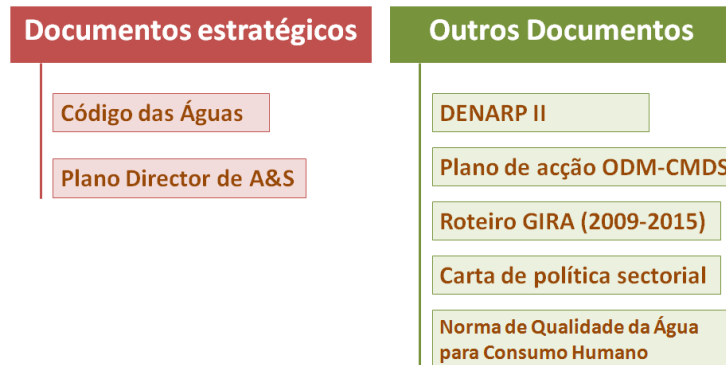 Documentos estratégicos
Código das Águas
Plano Director de A&S
Outros Documentos
DENARP II
Plano de acção ODM-CMDS
Roteiro GIRA (2009-2015)
Carta de política sectorial
Norma de Qualidade da Água
para Consumo Humano